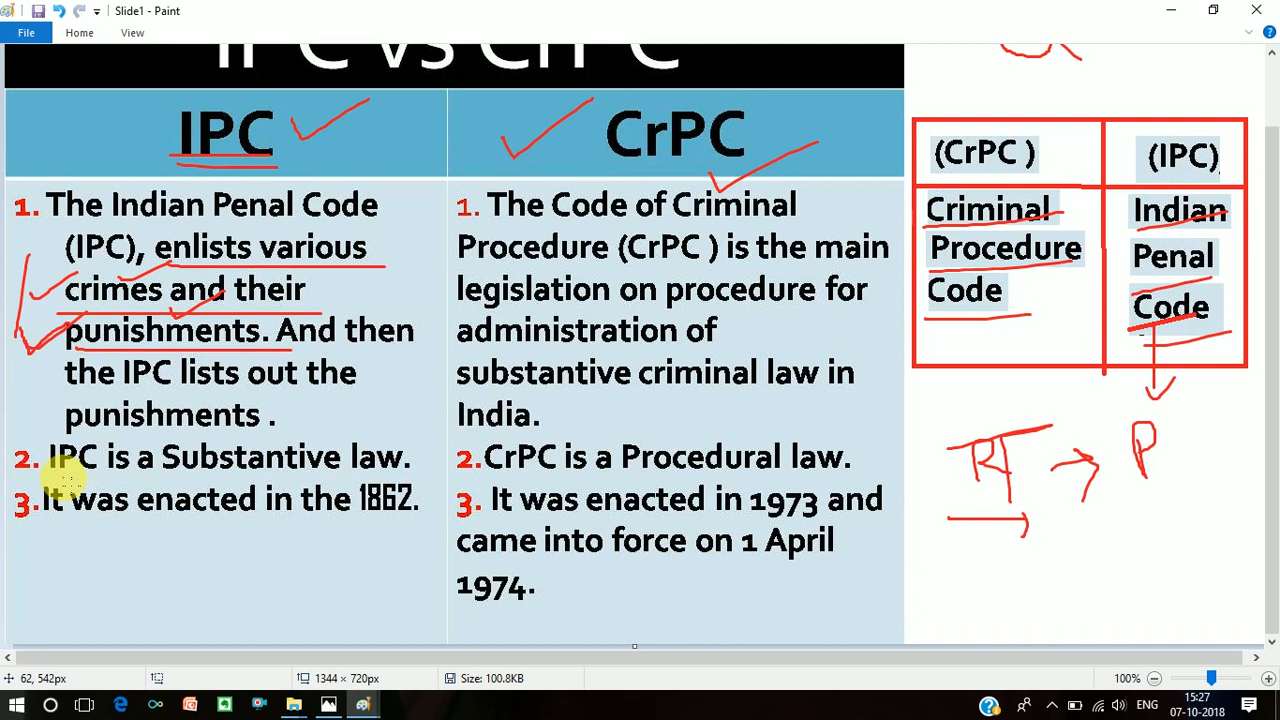 Slide1 - Paint
File
Home
View
IPC vs CrPC
IPC
CrPC
1. The Indian Penal Code
(IPC), enlists various
crimes and their
punishments. And then
the IPC lists out the
punishments .
2. IPC is a Substantive law.
3.It was enacted in the 1862.
1. The Code of Criminal
Procedure (CrPC ) is the main
legislation on procedure for
administration of
substantive criminal law in
India.
2.CrPC is a Procedural law.
3. It was enacted in 1973 and
came into force on 1 April
1974.
(CrPC )
Criminal
Procedure
Code
(IPC)
Indian
Penal
Code
P
62, 542px
1344 × 720px
Size: 100.8KB
100%
ENG
15:27
07-10-2018